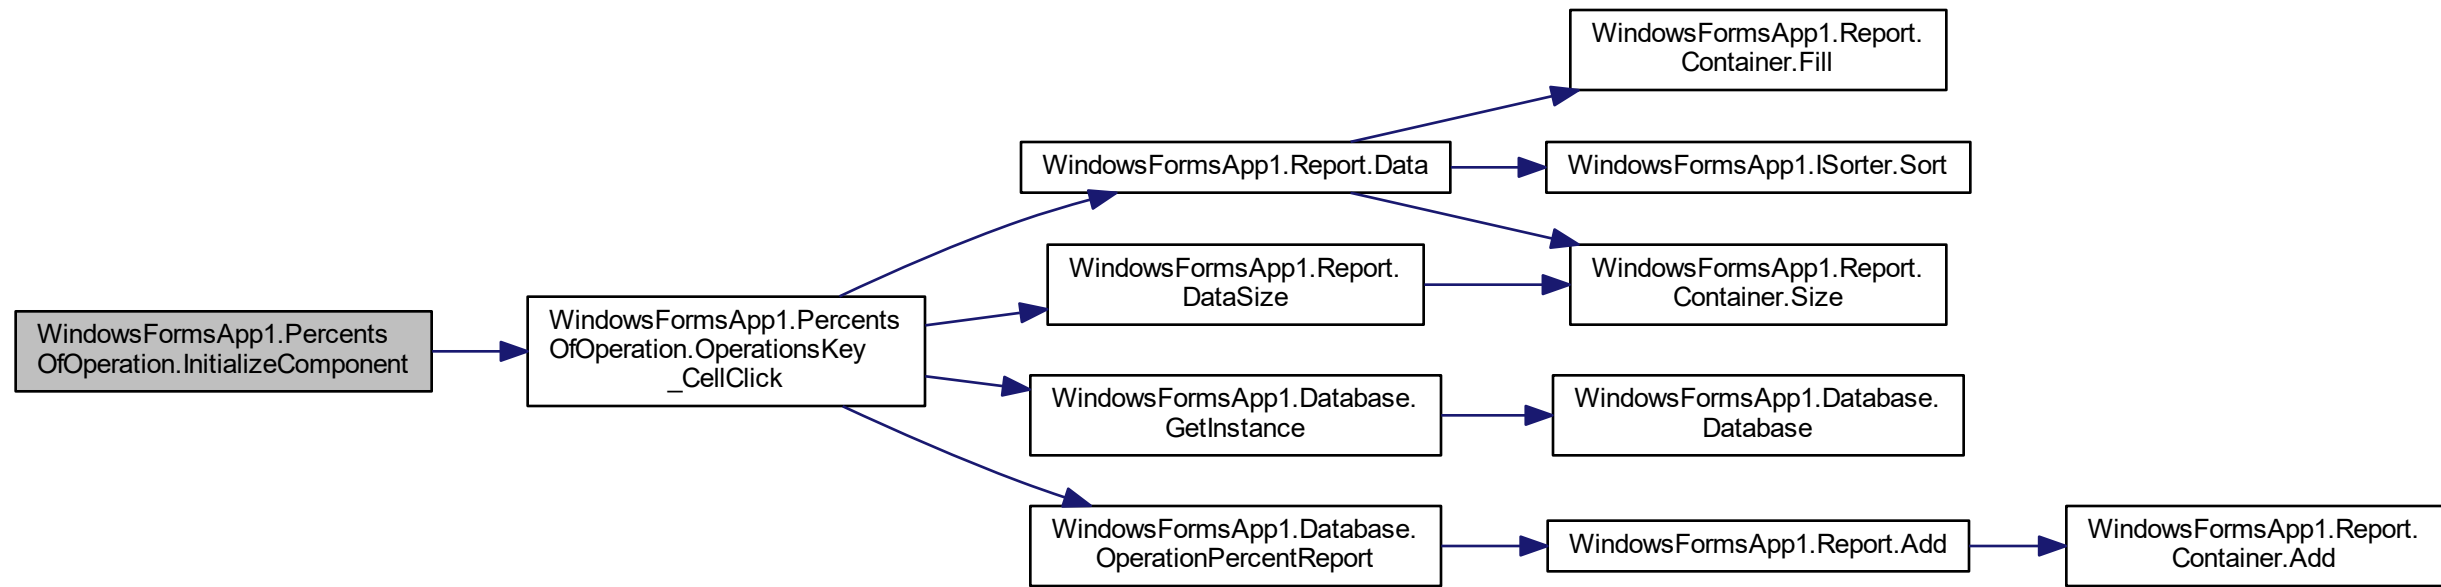 WindowsFormsApp1.Percents
OfOperation.InitializeComponent
WindowsFormsApp1.Percents
OfOperation.OperationsKey
_CellClick
WindowsFormsApp1.Report.Data
WindowsFormsApp1.Report.
DataSize
WindowsFormsApp1.Database.
GetInstance
WindowsFormsApp1.Database.
OperationPercentReport
WindowsFormsApp1.Report.
Container.Fill
WindowsFormsApp1.ISorter.Sort
WindowsFormsApp1.Report.
Container.Size
WindowsFormsApp1.Database.
Database
WindowsFormsApp1.Report.Add
WindowsFormsApp1.Report.
Container.Add